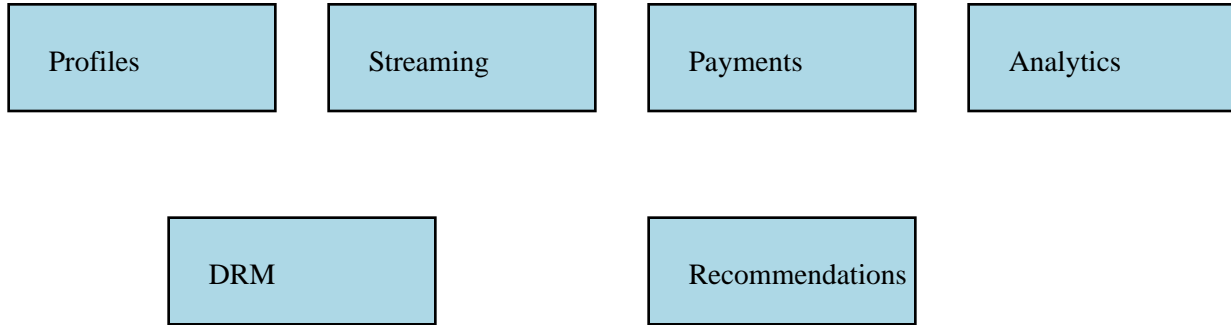 Profiles
Streaming
Payments
Analytics
DRM
Recommendations